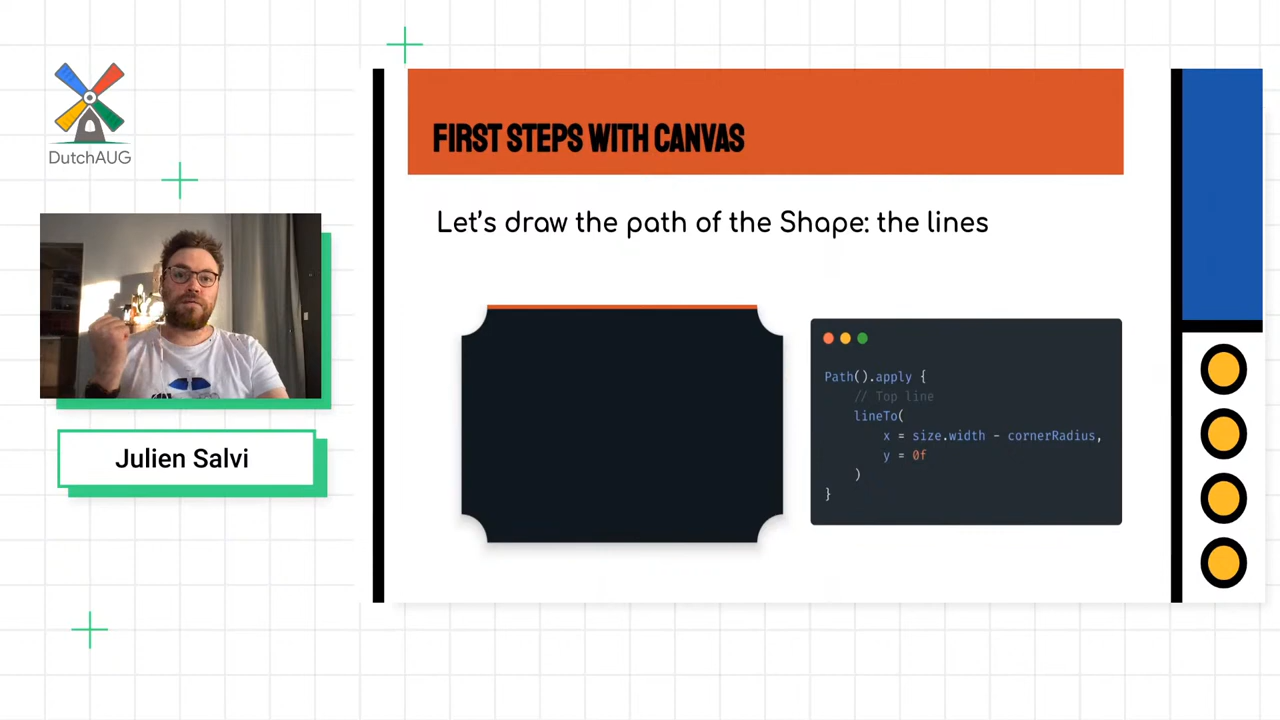 DutchAUG
Julien Salvi
FIRST STEPS WITH CANVAS
Let's draw the path of the Shape: the lines
Path().apply {
// Top line
lineTo(
x = size.width - cornerRadius,
y = 0f
)
}